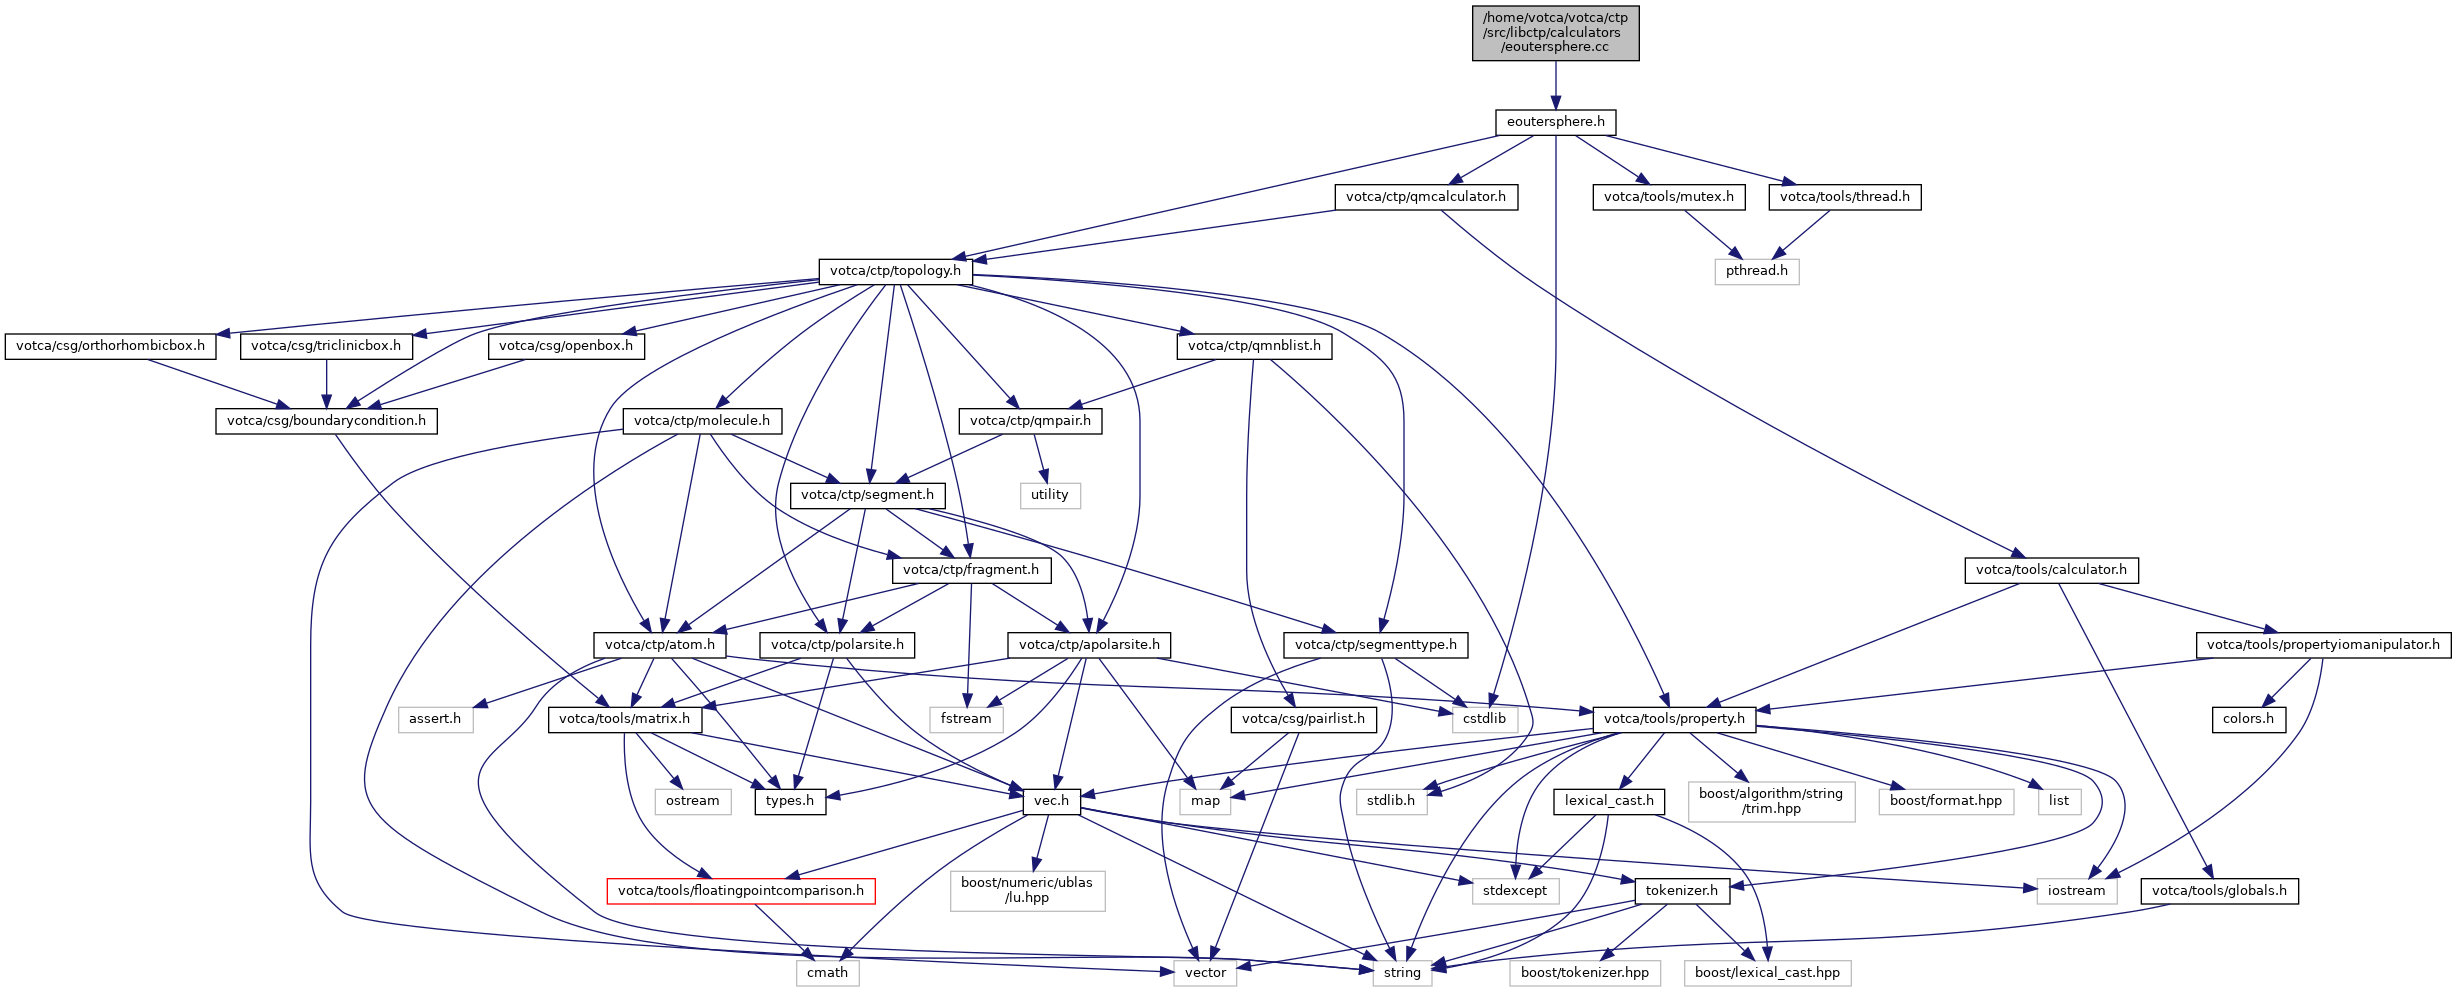 /home/votca/votca/ctp
/src/libctp/calculators
/eoutersphere.cc
eoutersphere.h
votca/ctp/qmcalculator.h
votca/tools/mutex.h
votca/tools/thread.h
votca/ctp/topology.h
pthread.h
votca/csg/orthorhombicbox.h
votca/csg/triclinicbox.h
votca/csg/openbox.h
votca/ctp/qmnblist.h
votca/csg/boundarycondition.h
votca/ctp/molecule.h
votca/ctp/qmpair.h
votca/ctp/segment.h
utility
votca/ctp/fragment.h
votca/tools/calculator.h
votca/ctp/atom.h
votca/ctp/polarsite.h
votca/ctp/apolarsite.h
votca/ctp/segmenttype.h
votca/tools/propertyiomanipulator.h
assert.h
votca/tools/matrix.h
fstream
votca/csg/pairlist.h
cstdlib
votca/tools/property.h
colors.h
ostream
types.h
vec.h
map
stdlib.h
lexical_cast.h
boost/algorithm/string
/trim.hpp
boost/format.hpp
list
votca/tools/floatingpointcomparison.h
boost/numeric/ublas
/lu.hpp
stdexcept
tokenizer.h
iostream
votca/tools/globals.h
cmath
vector
string
boost/tokenizer.hpp
boost/lexical_cast.hpp